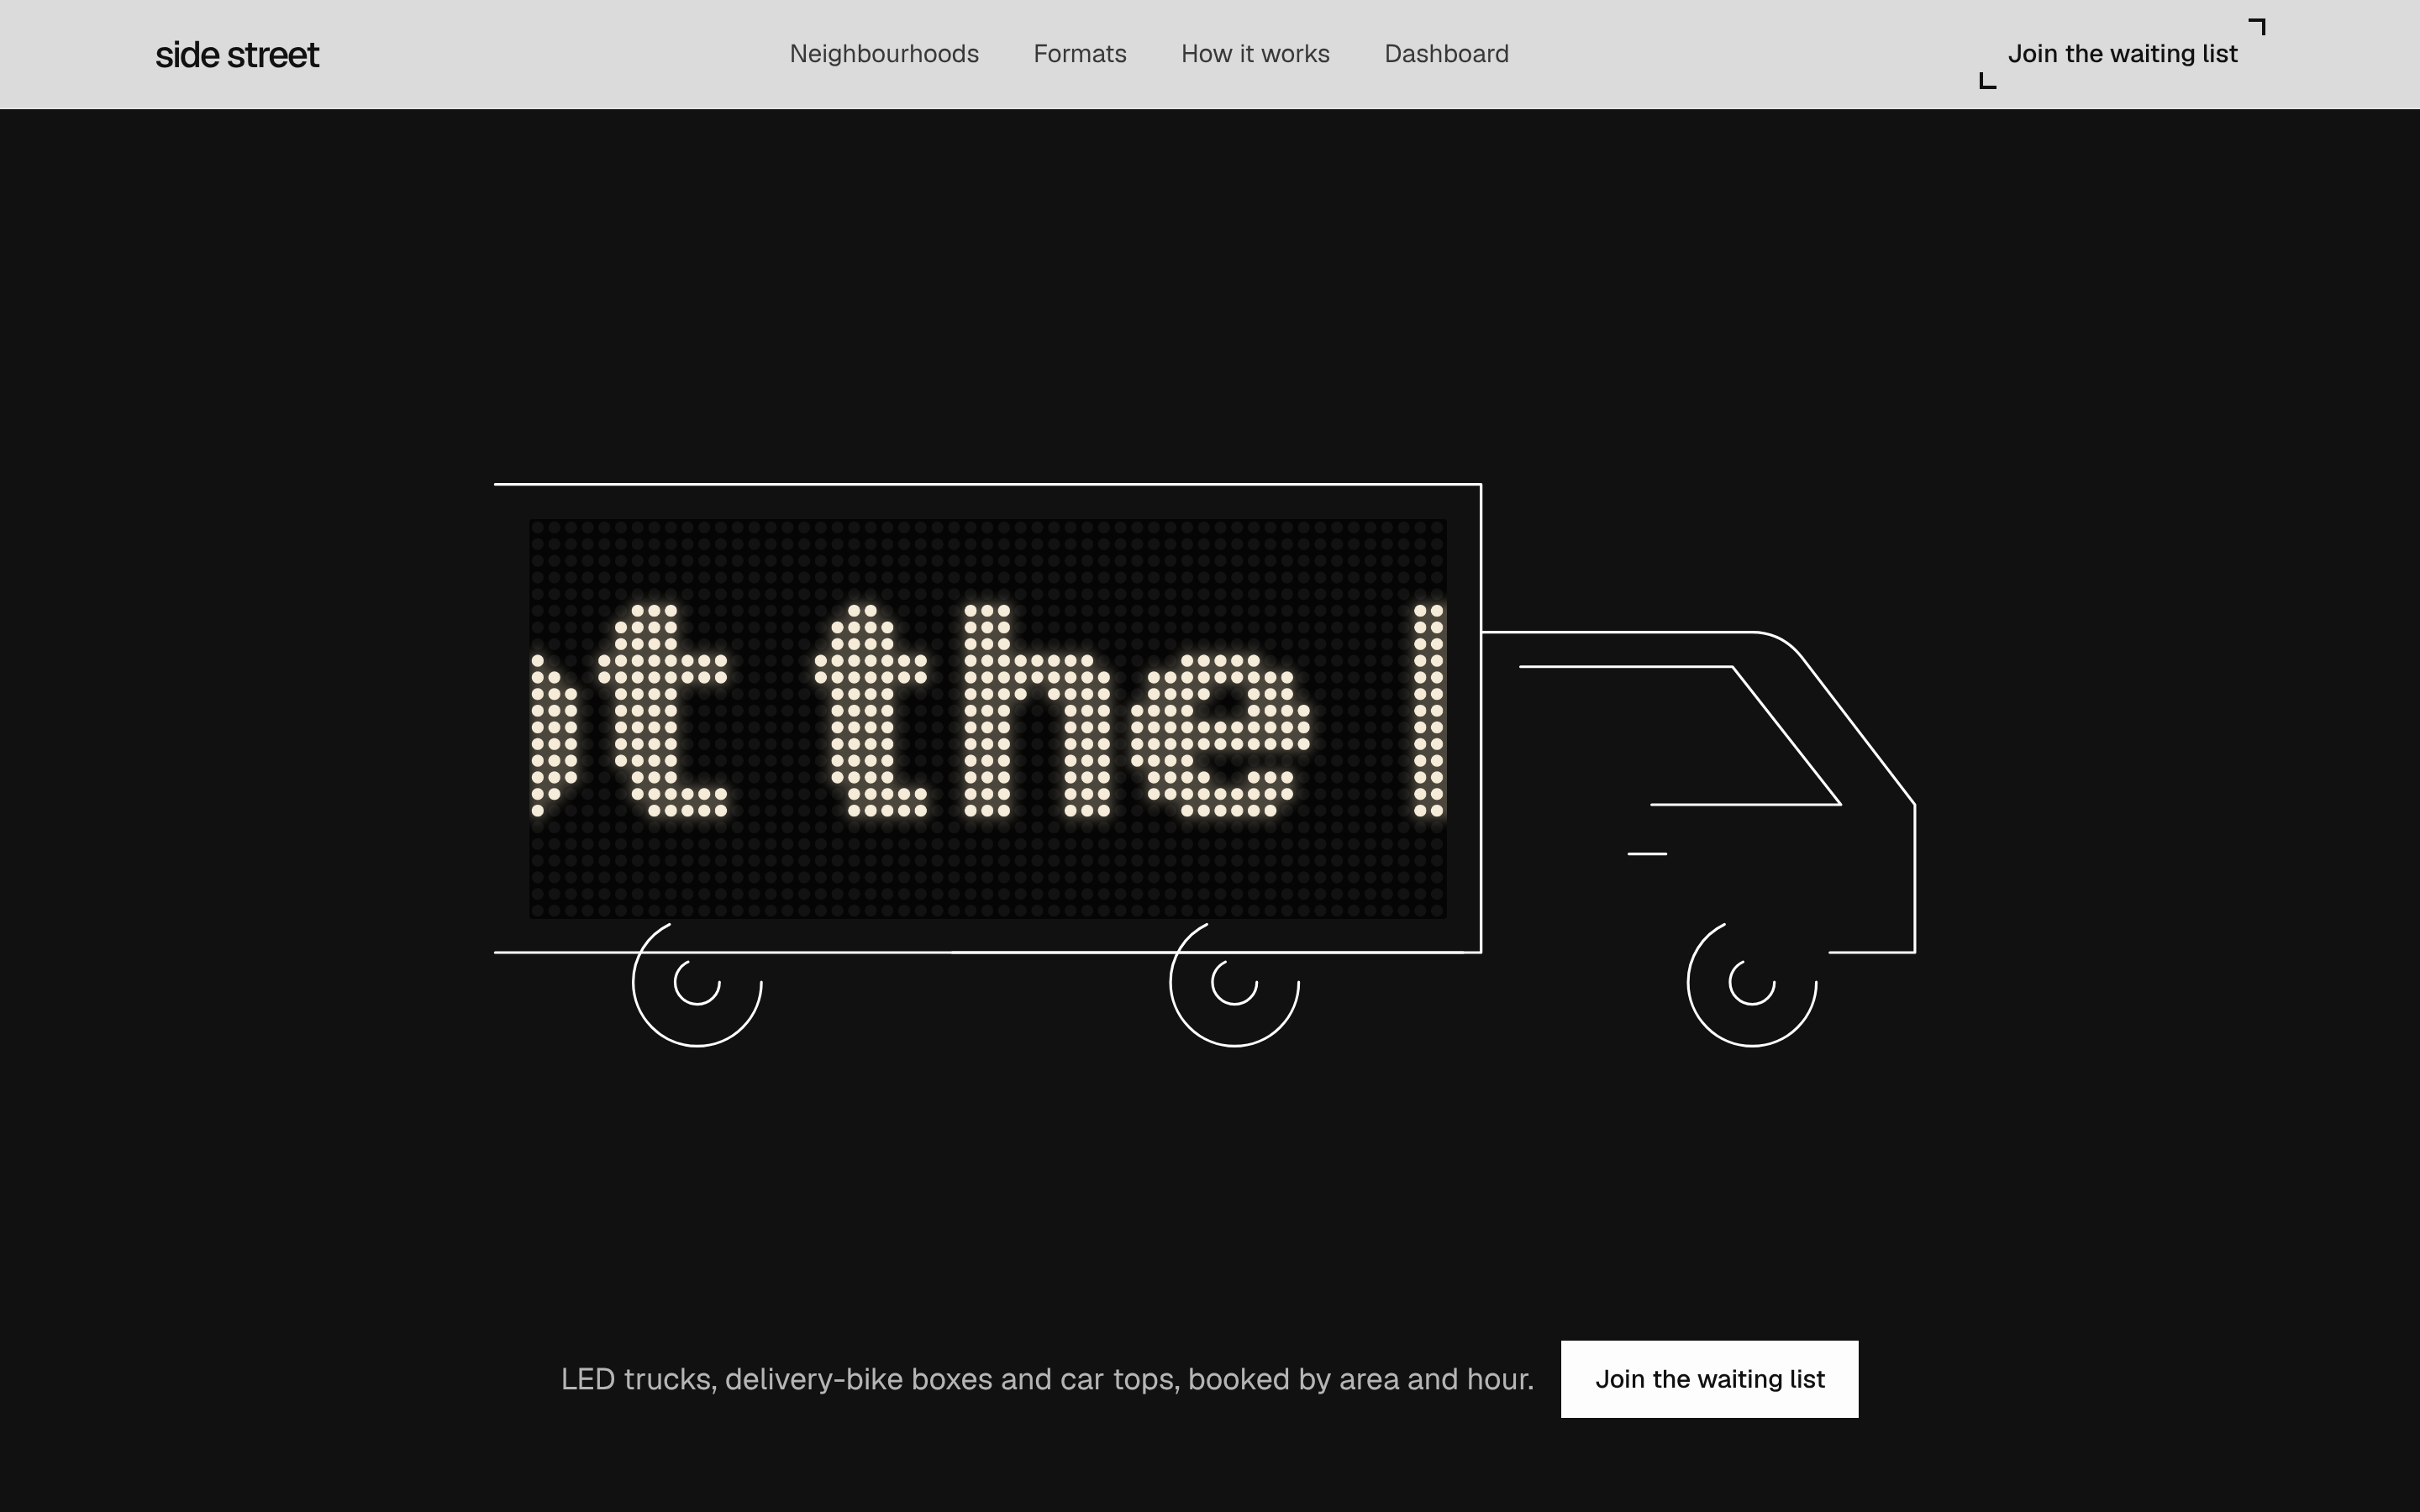 side street
Neighbourhoods Formats How it works Dashboard
Join the waiting list
t the l
LED trucks, delivery-bike boxes and car tops, booked by area and hour.
Join the waiting list